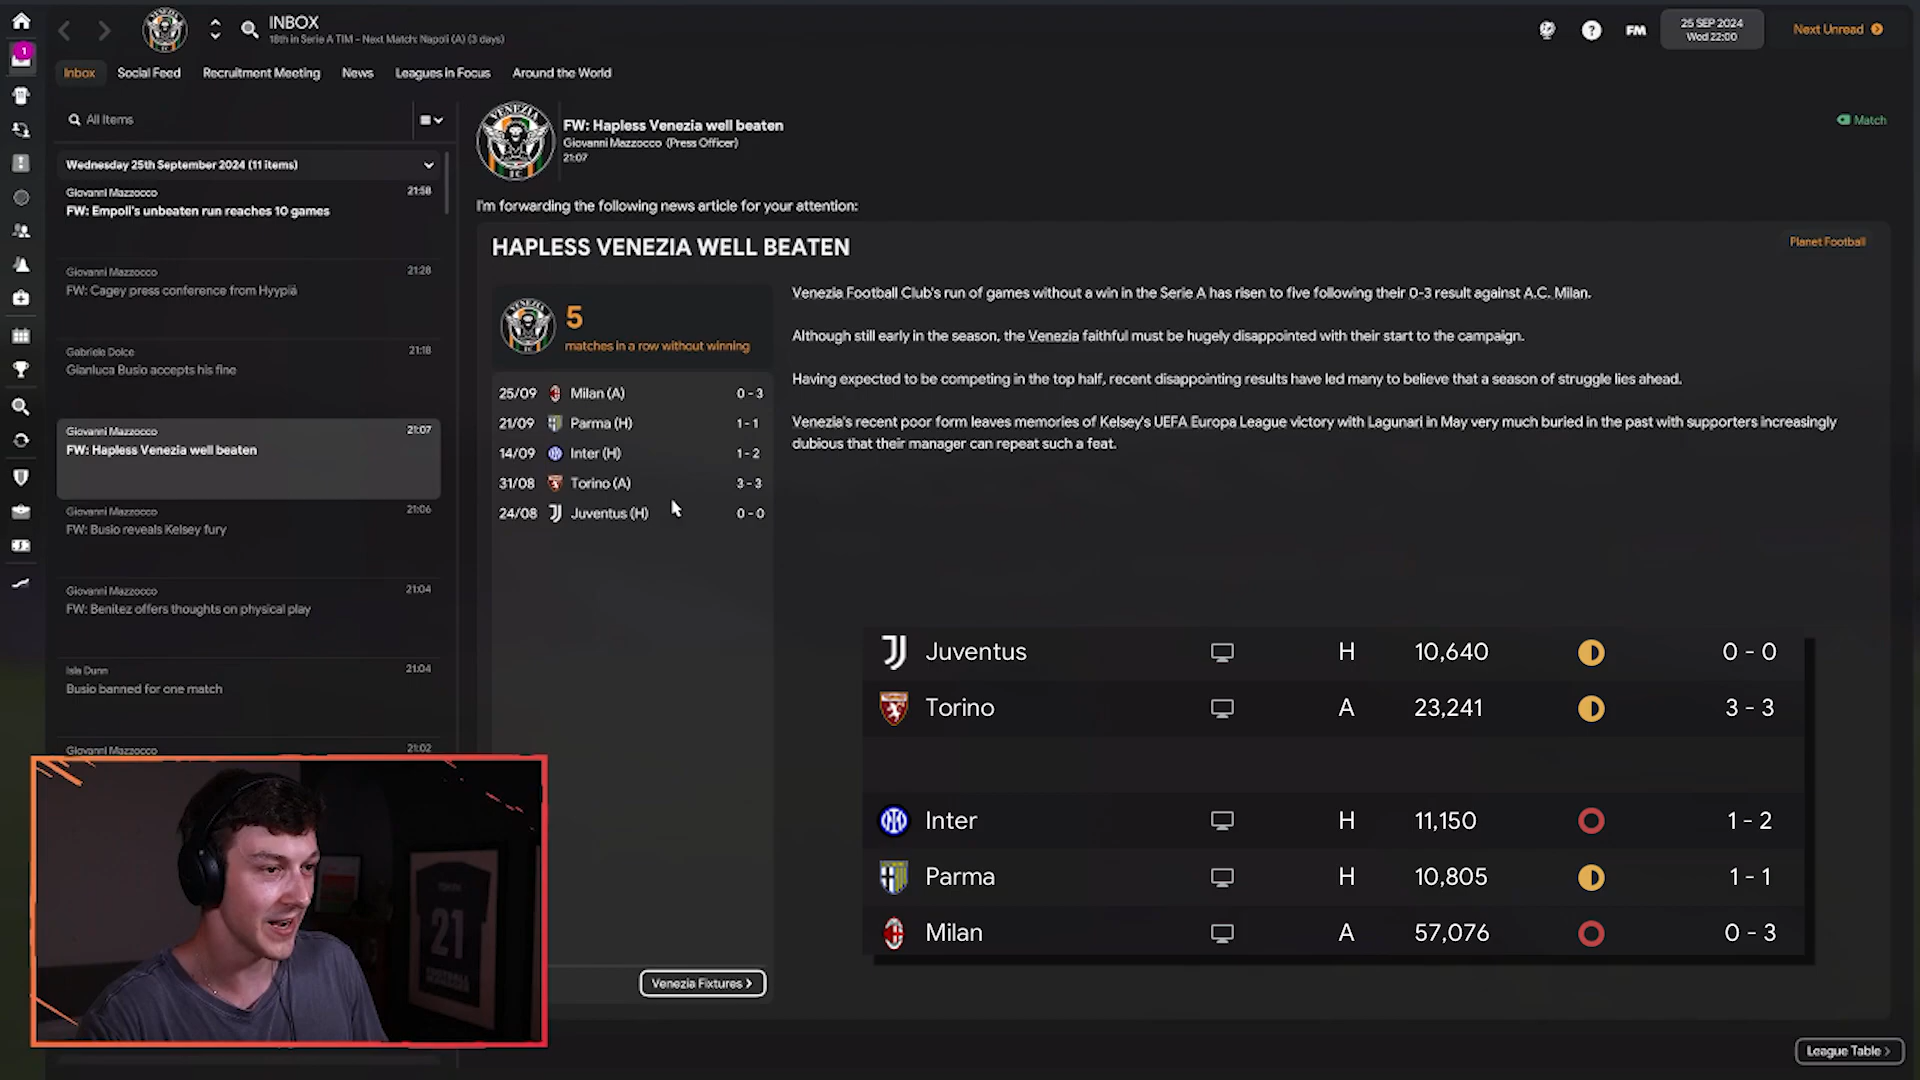 INBOX
18th in Serie A TIM - Next Match: Napoli (A) (3 days)
FM
25 SEP 2024
Wed 22:00
Next Unread
1
Inbox
Social Feed
Recruitment Meeting
News
Leagues in Focus
Around the World
All Items
Wednesday 25th September 2024 (11 items)
Giovanni Mazzocco 21:58
FW: Empoli's unbeaten run reaches 10 games
Giovanni Mazzocco 21:28
FW: Cagey press conference from Hyypiä
Gabriele Dolce 21:18
Gianluca Busio accepts his fine
Giovanni Mazzocco 21:07
FW: Hapless Venezia well beaten
Giovanni Mazzocco 21:06
FW: Busio reveals Kelsey fury
Giovanni Mazzocco 21:04
FW: Benitez offers thoughts on physical play
Isla Dunn 21:04
Busio banned for one match
Giovanni Mazzocco 21:02
FW: Hapless Venezia well beaten
Giovanni Mazzocco (Press Officer)
21:07
Match
I'm forwarding the following news article for your attention:
HAPLESS VENEZIA WELL BEATEN
Planet Football
5
matches in a row without winning
25/09 Milan (A) 0 - 3
21/09 Parma (H) 1 - 1
14/09 Inter (H) 1 - 2
31/08 Torino (A) 3 - 3
24/08 Juventus (H) 0 - 0
Venezia Football Club's run of games without a win in the Serie A has risen to five following their 0-3 result against A.C. Milan.
Although still early in the season, the Venezia faithful must be hugely disappointed with their start to the campaign.
Having expected to be competing in the top half, recent disappointing results have led many to believe that a season of struggle lies ahead.
Venezia's recent poor form leaves memories of Kelsey's UEFA Europa League victory with Lagunari in May very much buried in the past with supporters increasingly
dubious that their manager can repeat such a feat.
Juventus H 10,640 0 - 0
Torino A 23,241 3 - 3
Inter H 11,150 1 - 2
Parma H 10,805 1 - 1
Milan A 57,076 0 - 3
21
Venezia Fixtures >
League Table >